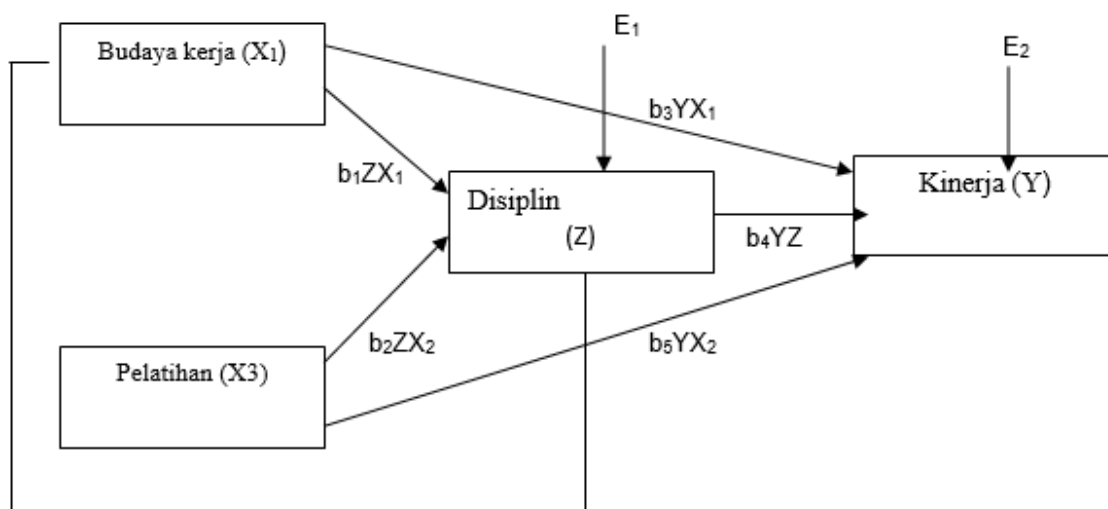 Budaya kerja (X₁)
E₁
E₂
b₃YX₁
b₁ZX₁
Disiplin
(Z)
Kinerja (Y)
b₄YZ
b₂ZX₂
b₅YX₂
Pelatihan (X3)